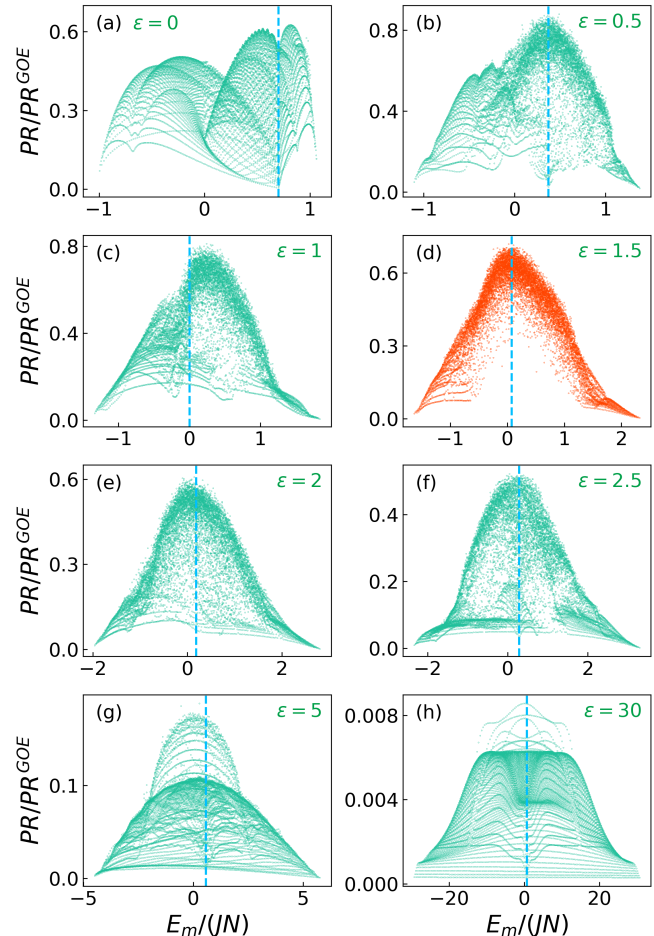 (a) ε = 0
PR/PR^GOE
0.6
0.3
0.0
−1 0 1
(b) ε = 0.5
0.8
0.4
0.0
−1 0 1
(c) ε = 1
PR/PR^GOE
0.8
0.4
0.0
−1 0 1
(d) ε = 1.5
0.6
0.3
0.0
−1 0 1 2
(e) ε = 2
PR/PR^GOE
0.6
0.3
0.0
−2 0 2
(f) ε = 2.5
0.4
0.2
0.0
−2 0 2
(g) ε = 5
PR/PR^GOE
0.1
0.0
−5 0 5
E_m/(JN)
(h) ε = 30
0.008
0.004
0.000
−20 0 20
E_m/(JN)